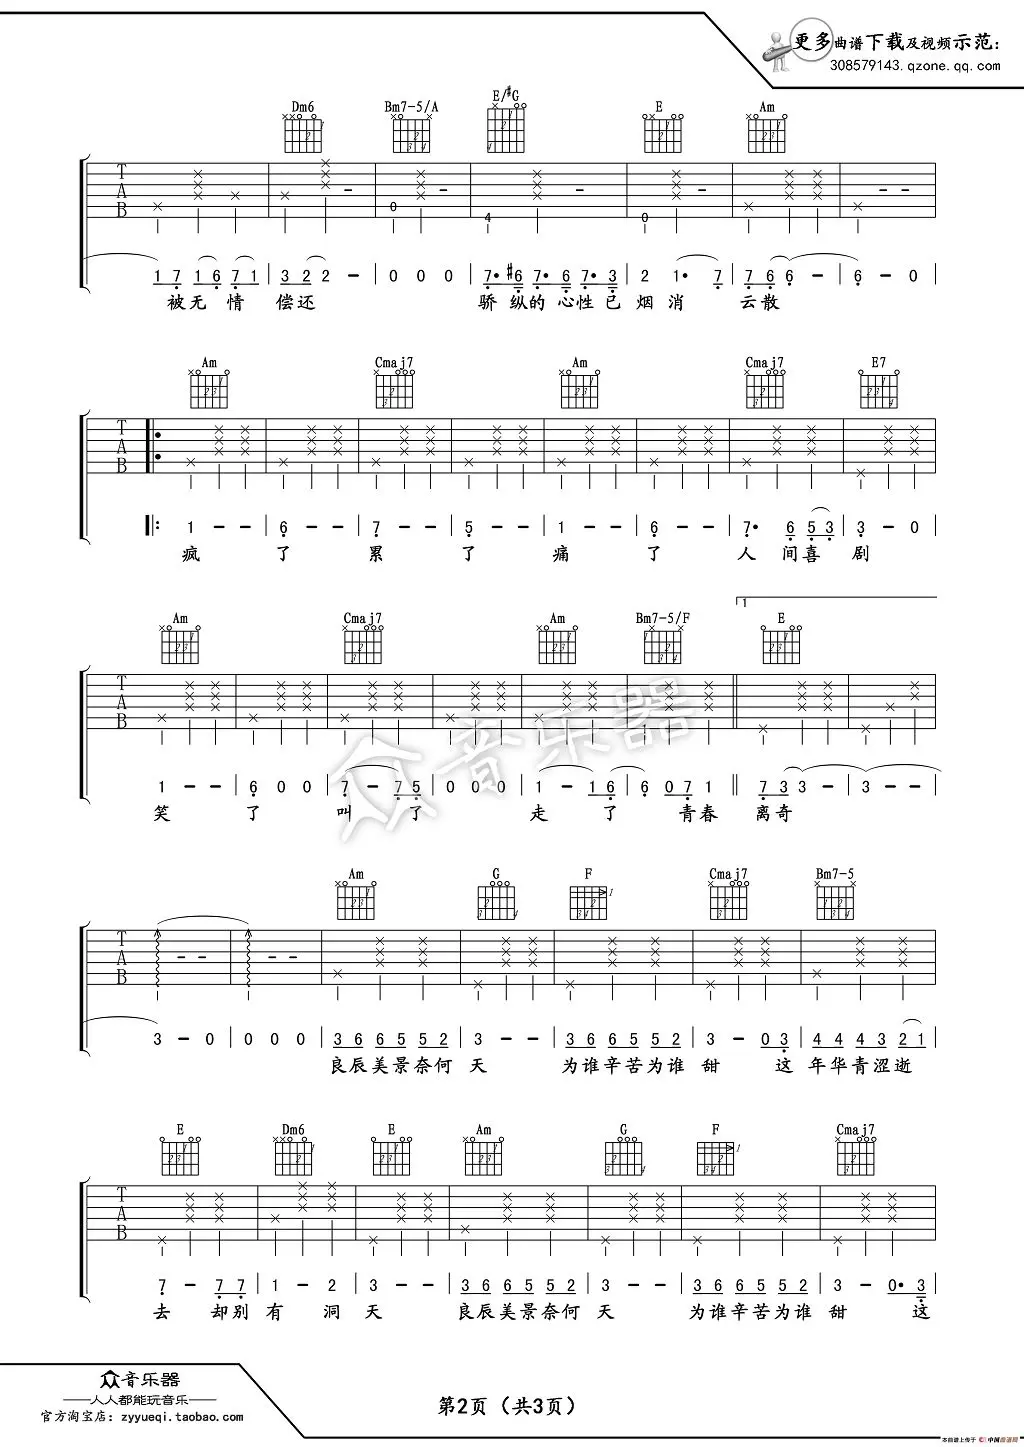 更多曲谱下载及视频示范：
308579143.qzone.qq.com
Dm6 Bm7-5/A E/#G E Am
T A B
0 4 0
1 7 1 6 7 1 | 3 2 2 - | 0 0 0 | 7· #6 7· 6 7· 3 | 2 1· 7 | 7 6 6 - | 6 - 0
被无 情 偿还 骄 纵的 心性已 烟 消 云散
Am Cmaj7 Am Cmaj7 E7
T A B
1 - - | 6 - - | 7 - - | 5 - - | 1 - - | 6 - - | 7· 6 5 3 | 3 - 0
疯 了 累 了 痛 了 人 间喜 剧
1
Am Cmaj7 Am Bm7-5/F E
T A B
1 - - | 6 0 0 | 7 - 7 5 | 0 0 0 | 1 - 1 6 | 6 0 7 1 | 7 3 3 - | 3 - -
笑 了 叫 了 走 了 青春 离奇
众音乐器
Am G F Cmaj7 Bm7-5
T A B
3 - 0 | 0 0 0 | 3 6 6 5 5 2 | 3 - - | 3 6 6 5 5 2 | 3 - 0 3 | 4 4 4 3 2 1
良辰美景奈何 天 为谁辛苦为谁 甜 这 年华青涩逝
E Dm6 E Am G F Cmaj7
T A B
7 - 7 7 | 1 - 2 | 3 - - | 3 6 6 5 5 2 | 3 - - | 3 6 6 5 5 2 | 3 - 0· 3
去 却别 有 洞 天 良辰美景奈何 天 为谁辛苦为谁 甜 这
众音乐器
人人都能玩音乐
官方淘宝店：zyyueqi.taobao.com
第2页（共3页）
本曲谱上传于 中国曲谱网